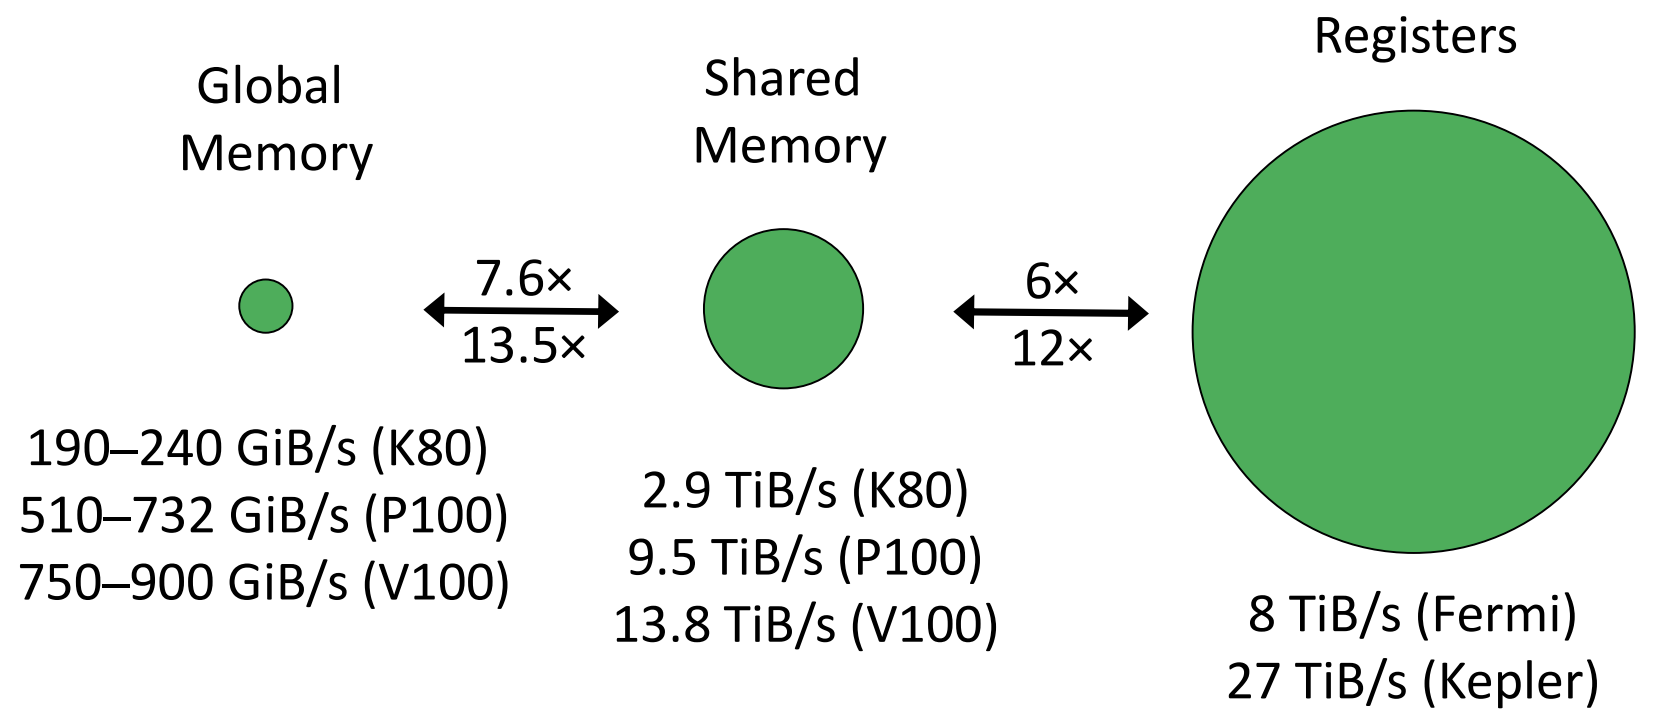 Global
Memory
190–240 GiB/s (K80)
510–732 GiB/s (P100)
750–900 GiB/s (V100)
7.6×
13.5×
Shared
Memory
2.9 TiB/s (K80)
9.5 TiB/s (P100)
13.8 TiB/s (V100)
6×
12×
Registers
8 TiB/s (Fermi)
27 TiB/s (Kepler)